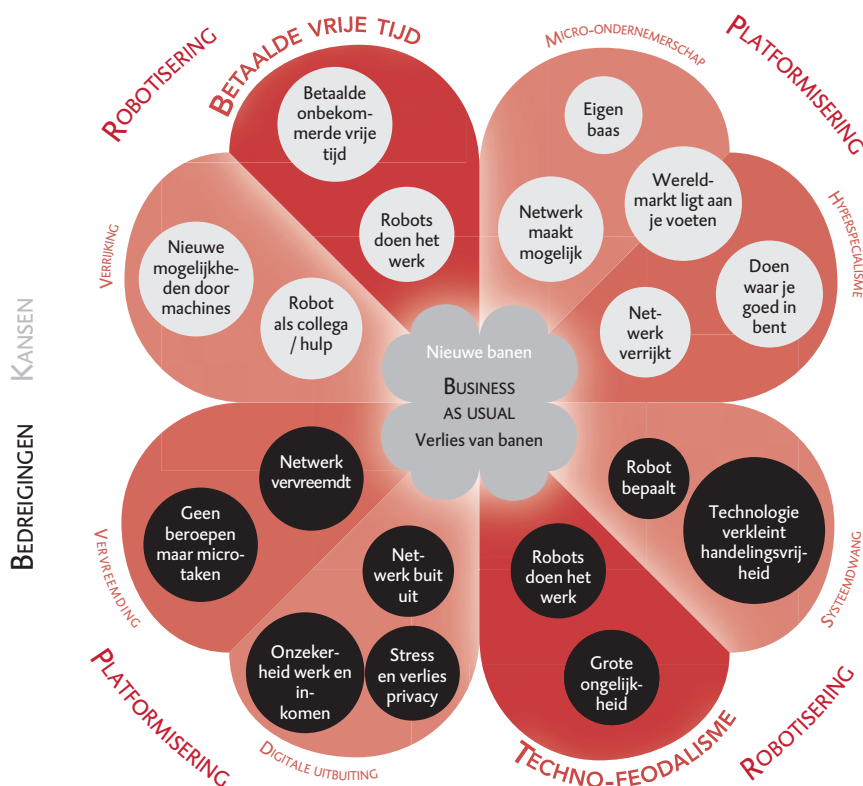 ROBOTISERING
BETAALDE VRIJE TIJD
MICRO-ONDERNEMERSCHAP
PLATFORMISERING
Betaalde
onbekom-
merde vrije
tijd
Robots
doen het
werk
Eigen
baas
Netwerk
maakt
mogelijk
Wereld-
markt ligt aan
je voeten
HYPERSPECIALISME
Doen
waar je
goed in
bent
Net-
werk
verrijkt
VERRIJKING
Nieuwe
mogelijkhe-
den door
machines
Robot
als collega
/ hulp
KANSEN
Nieuwe banen
BUSINESS
AS USUAL
Verlies van banen
BEDREIGINGEN
Netwerk
vervreemdt
Geen
beroepen
maar micro-
taken
VERVREEMDING
Net-
werk buit
uit
Onzeker-
heid werk en
in-
komen
Stress
en verlies
privacy
PLATFORMISERING
DIGITALE UITBUITING
Robots
doen het
werk
Grote
ongelijk-
heid
TECHNO-FEODALISME
Robot
bepaalt
Technologie
verkleint
handelingsvrij-
heid
SYSTEEMDWANG
ROBOTISERING